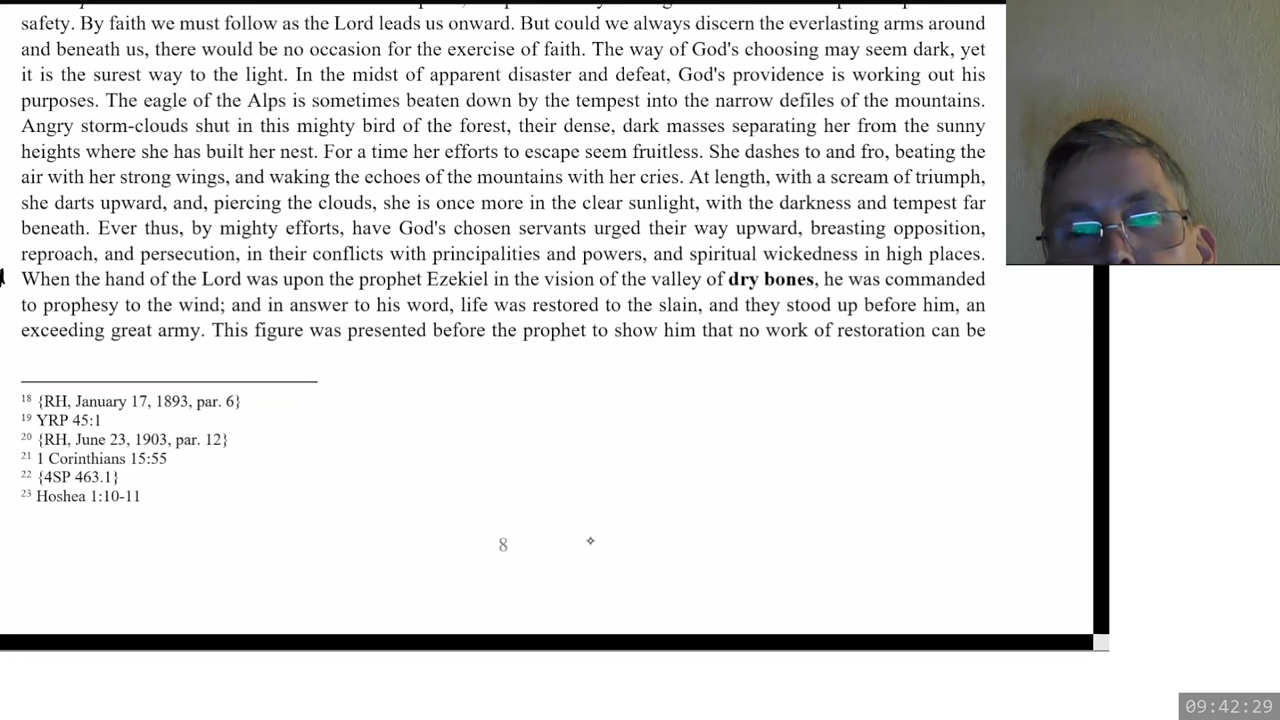 safety. By faith we must follow as the Lord leads us onward. But could we always discern the everlasting arms around
and beneath us, there would be no occasion for the exercise of faith. The way of God's choosing may seem dark, yet
it is the surest way to the light. In the midst of apparent disaster and defeat, God's providence is working out his
purposes. The eagle of the Alps is sometimes beaten down by the tempest into the narrow defiles of the mountains.
Angry storm-clouds shut in this mighty bird of the forest, their dense, dark masses separating her from the sunny
heights where she has built her nest. For a time her efforts to escape seem fruitless. She dashes to and fro, beating the
air with her strong wings, and waking the echoes of the mountains with her cries. At length, with a scream of triumph,
she darts upward, and, piercing the clouds, she is once more in the clear sunlight, with the darkness and tempest far
beneath. Ever thus, by mighty efforts, have God's chosen servants urged their way upward, breasting opposition,
reproach, and persecution, in their conflicts with principalities and powers, and spiritual wickedness in high places.
When the hand of the Lord was upon the prophet Ezekiel in the vision of the valley of dry bones, he was commanded
to prophesy to the wind; and in answer to his word, life was restored to the slain, and they stood up before him, an
exceeding great army. This figure was presented before the prophet to show him that no work of restoration can be
18 {RH, January 17, 1893, par. 6}
19 YRP 45:1
20 {RH, June 23, 1903, par. 12}
21 1 Corinthians 15:55
22 {4SP 463.1}
23 Hoshea 1:10-11
8
09:42:29